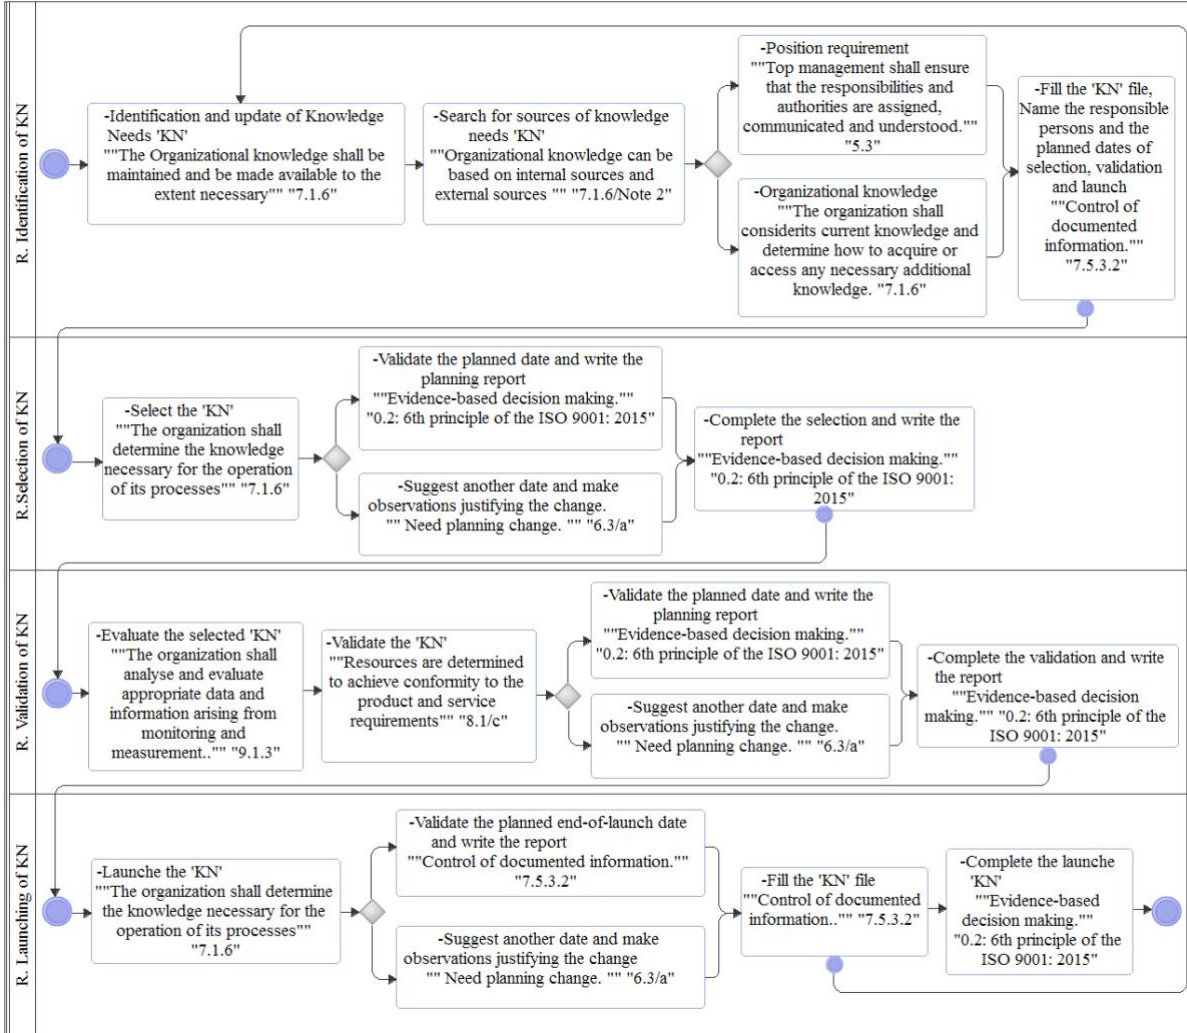 R. Identification of KN
-Identification and update of Knowledge
Needs 'KN'
""The Organizational knowledge shall be
maintained and be made available to the
extent necessary"" "7.1.6"
-Search for sources of knowledge
needs 'KN'
""Organizational knowledge can be
based on internal sources and
external sources "" "7.1.6/Note 2"
-Position requirement
""Top management shall ensure
that the responsibilities and
authorities are assigned,
communicated and understood.""
"5.3"
-Organizational knowledge
""The organization shall
considerits current knowledge and
determine how to acquire or
access any necessary additional
knowledge. "7.1.6"
-Fill the 'KN' file,
Name the responsible
persons and the
planned dates of
selection, validation
and launch
""Control of
documented
information.""
"7.5.3.2"
R.Selection of KN
-Select the 'KN'
""The organization shall
determine the knowledge
necessary for the operation
of its processes"" "7.1.6"
-Validate the planned date and write the
planning report
""Evidence-based decision making.""
"0.2: 6th principle of the ISO 9001: 2015"
-Suggest another date and make
observations justifying the change.
"" Need planning change. "" "6.3/a"
-Complete the selection and write the
report
""Evidence-based decision making.""
"0.2: 6th principle of the ISO 9001:
2015"
R. Validation of KN
-Evaluate the selected 'KN'
""The organization shall
analyse and evaluate
appropriate data and
information arising from
monitoring and
measurement.."" "9.1.3"
-Validate the 'KN'
""Resources are determined
to achieve conformity to the
product and service
requirements"" "8.1/c"
-Validate the planned date and write the
planning report
""Evidence-based decision making.""
"0.2: 6th principle of the ISO 9001: 2015"
-Suggest another date and make
observations justifying the change.
"" Need planning change. "" "6.3/a"
-Complete the validation and write
the report
""Evidence-based decision
making."" "0.2: 6th principle of the
ISO 9001: 2015"
R. Launching of KN
-Launche the 'KN'
""The organization shall determine
the knowledge necessary for the
operation of its processes""
"7.1.6"
-Validate the planned end-of-launch date
and write the report
""Control of documented information.""
"7.5.3.2"
-Suggest another date and make
observations justifying the change
"" Need planning change. "" "6.3/a"
-Fill the 'KN' file
""Control of documented
information.."" "7.5.3.2"
-Complete the launche
'KN'
""Evidence-based
decision making.""
"0.2: 6th principle of the
ISO 9001: 2015"